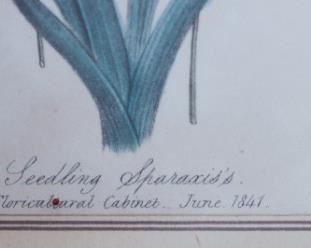 Seedling Sparaxis's.
Floricultural Cabinet. June. 1841.